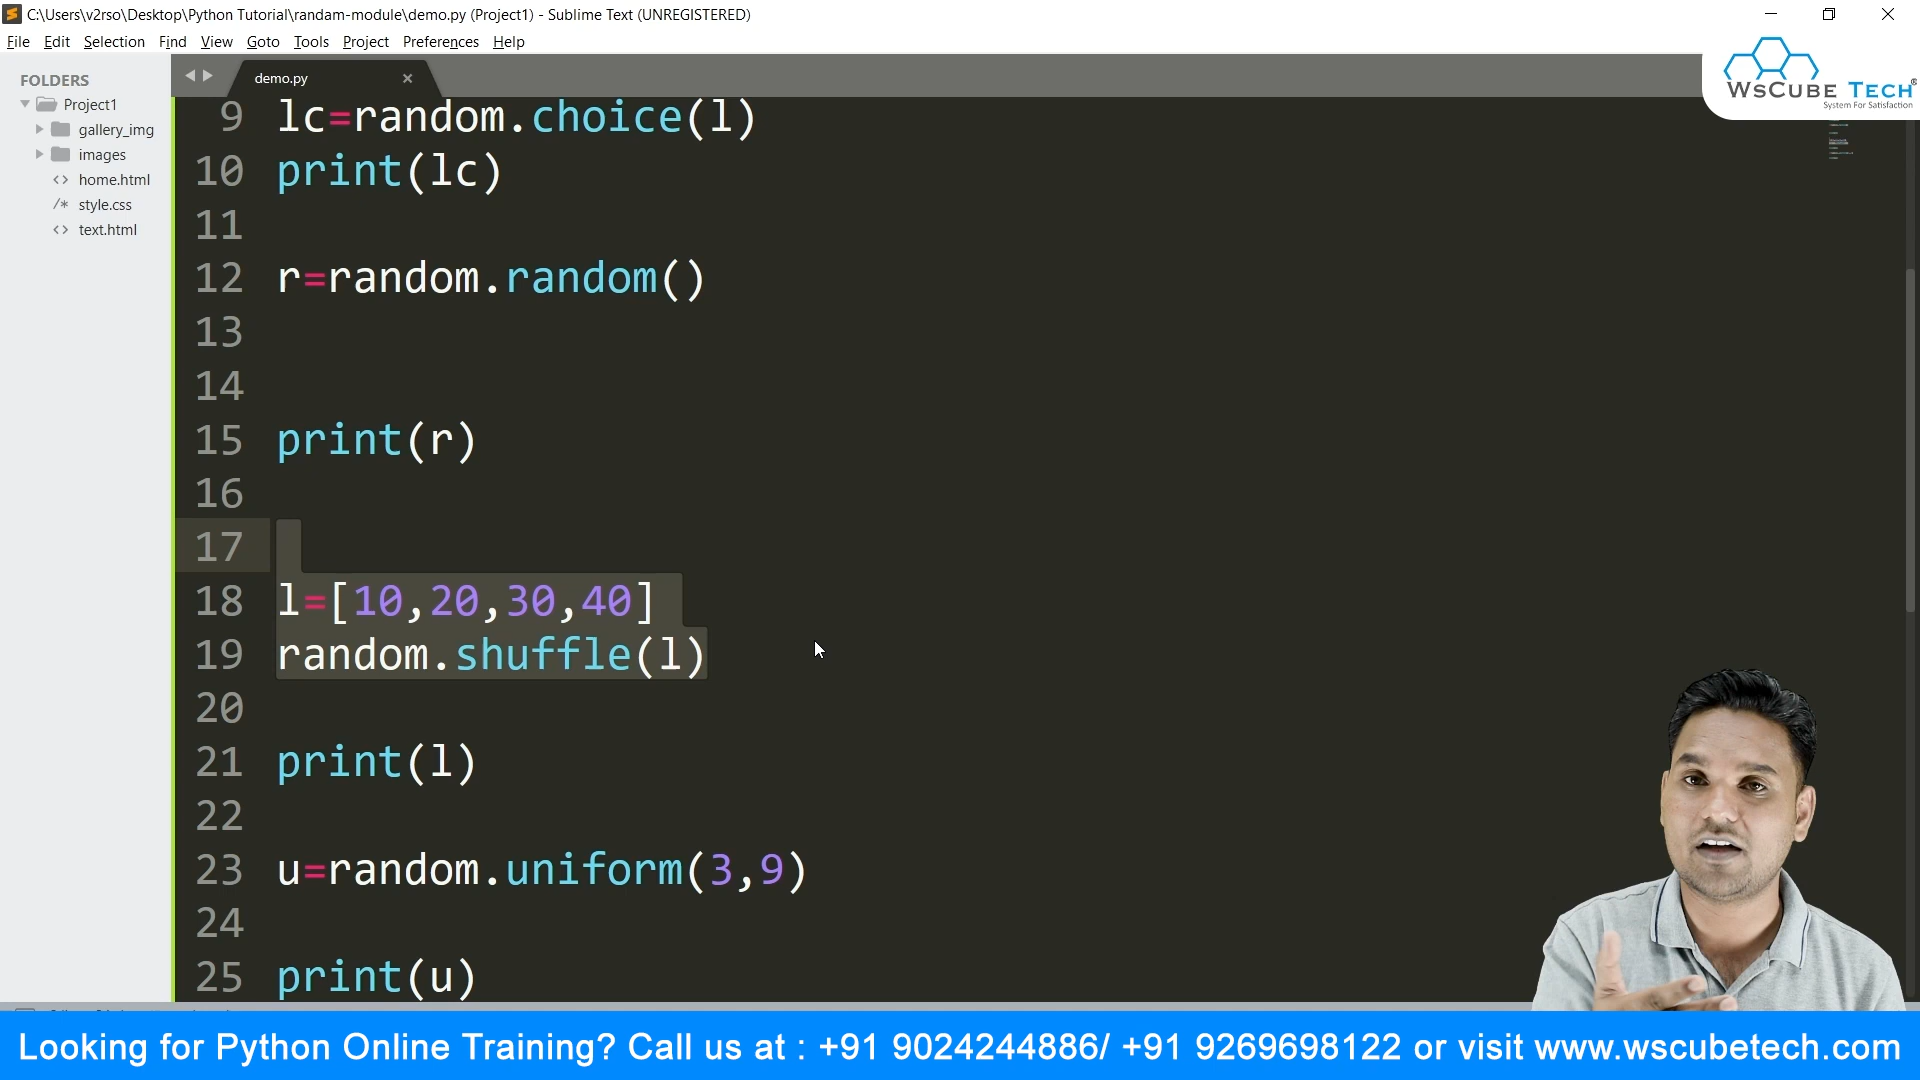 C:\Users\v2rso\Desktop\Python Tutorial\randam-module\demo.py (Project1) - Sublime Text (UNREGISTERED)
File Edit Selection Find View Goto Tools Project Preferences Help
WsCube Tech®
System For Satisfaction
FOLDERS
Project1
gallery_img
images
<> home.html
/* style.css
<> text.html
demo.py ×
9 lc=random.choice(l)
10 print(lc)
11
12 r=random.random()
13
14
15 print(r)
16
17
18 l=[10,20,30,40]
19 random.shuffle(l)
20
21 print(l)
22
23 u=random.uniform(3,9)
24
25 print(u)
Looking for Python Online Training? Call us at : +91 9024244886/ +91 9269698122 or visit www.wscubetech.com